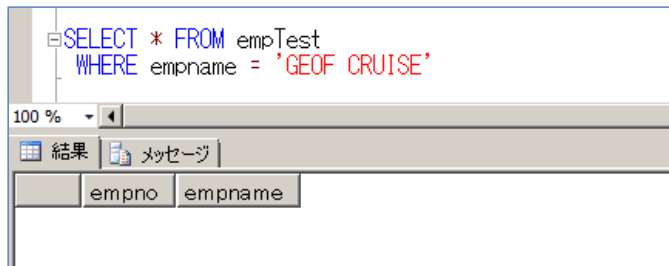 SELECT * FROM empTest
WHERE empname = 'GEOF CRUISE'
100 %
結果 メッセージ
empno empname